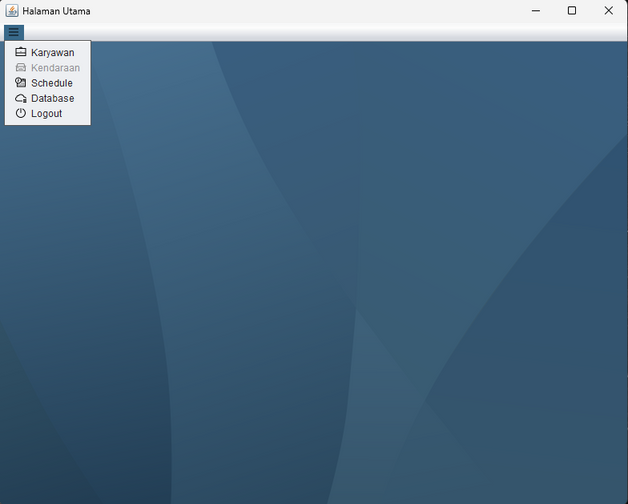 Halaman Utama
Karyawan
Kendaraan
Schedule
Database
Logout